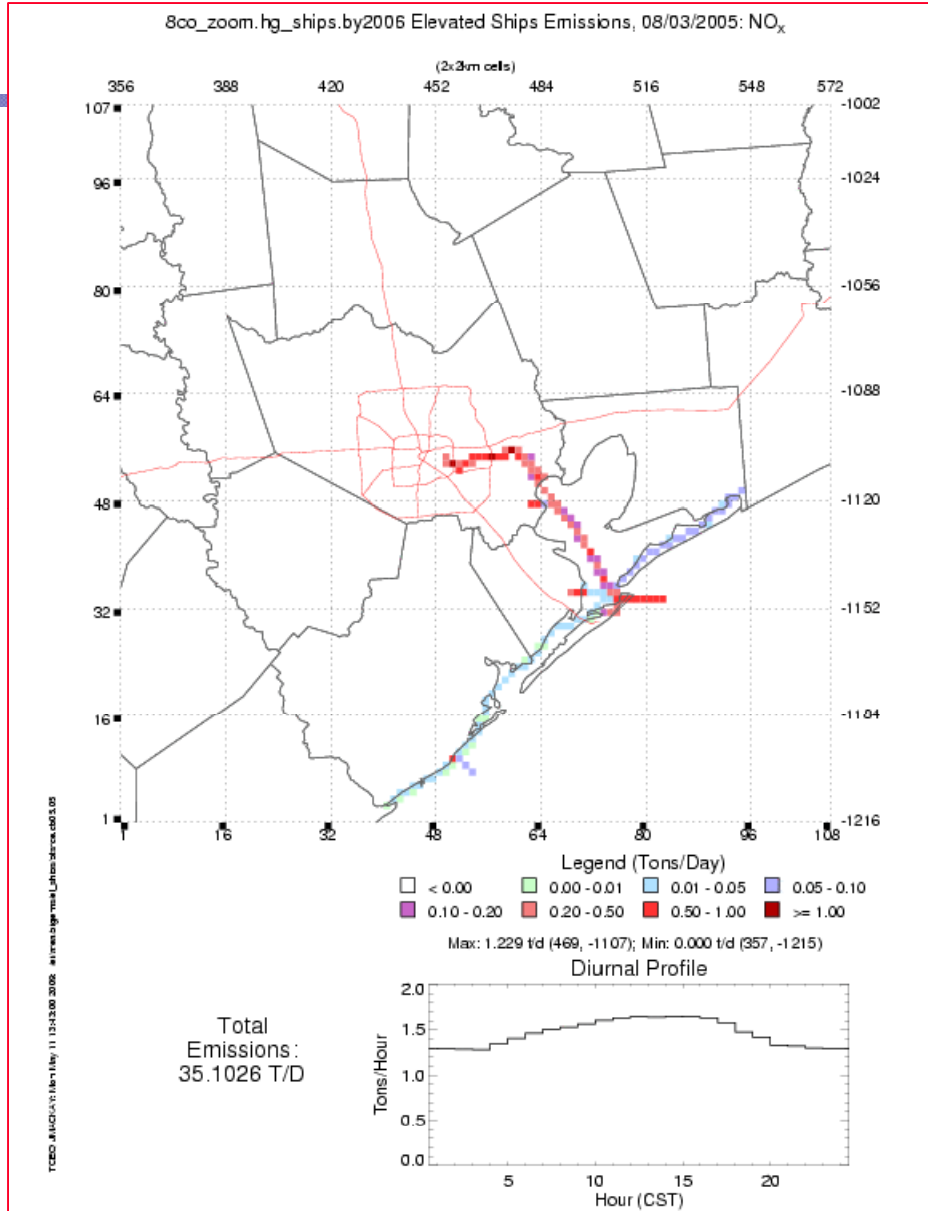 8co_zoom.hg_ships.by2006 Elevated Ships Emissions, 08/03/2005: NOx
(2x2km cells)
356 388 420 452 484 516 548 572
107 -1002
96 -1024
80 -1056
64 -1088
48 -1120
32 -1152
16 -1184
1 -1216
1 16 32 48 64 80 96 108
Legend (Tons/Day)
< 0.00 0.00 - 0.01 0.01 - 0.05 0.05 - 0.10
0.10 - 0.20 0.20 - 0.50 0.50 - 1.00 >= 1.00
Max: 1.229 t/d (469, -1107); Min: 0.000 t/d (357, -1215)
Diurnal Profile
Total
Emissions:
35.1026 T/D
Tons/Hour
2.0
1.5
1.0
0.5
0.0
5 10 15 20
Hour (CST)